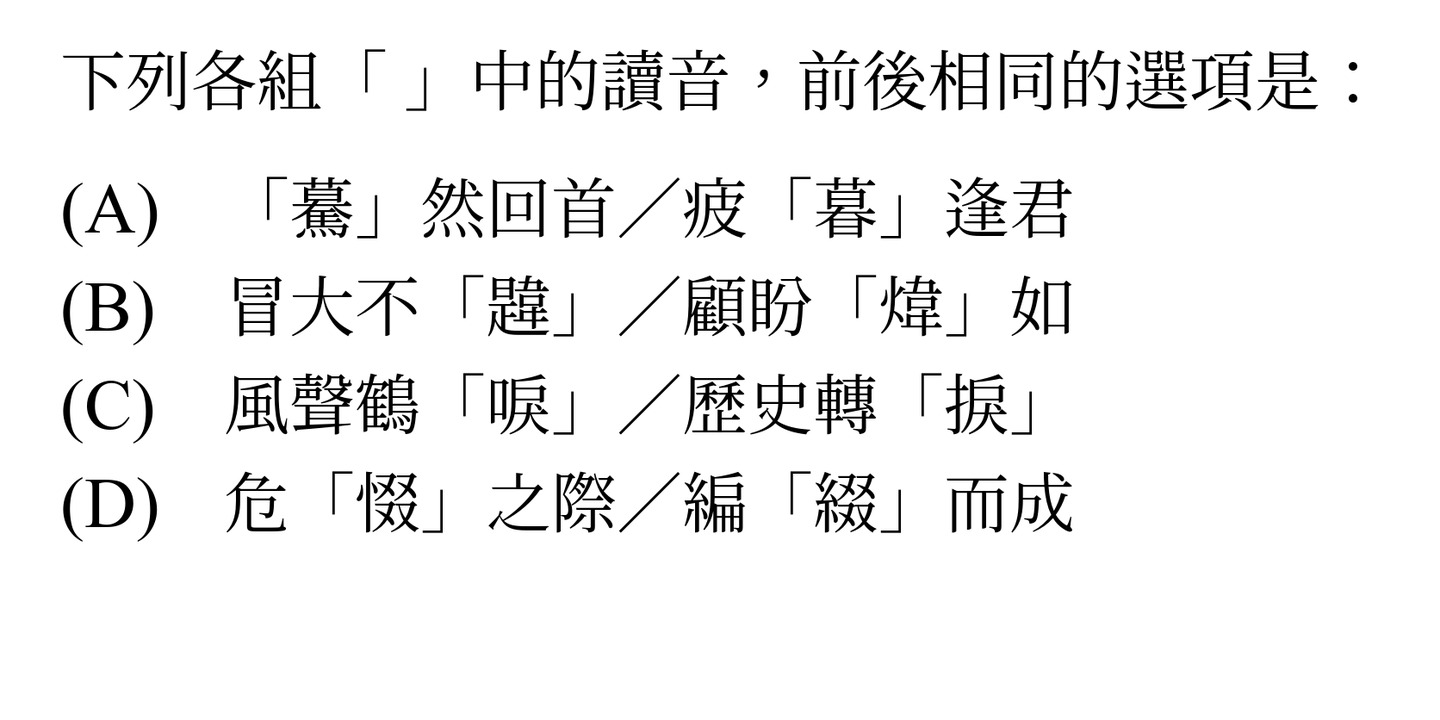 下列各組「 」中的讀音，前後相同的選項是：
(A) 「驀」然回首／疲「暮」逢君
(B) 冒大不「韙」／顧盼「煒」如
(C) 風聲鶴「唳」／歷史轉「捩」
(D) 危「惙」之際／編「綴」而成